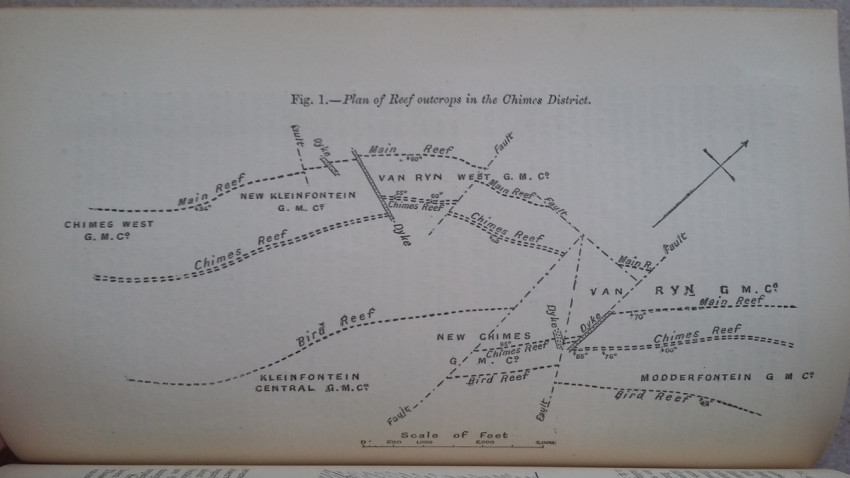 Fig. 1.—Plan of Reef outcrops in the Chimes District.
Fault
Dyke
Main Reef
Fault
VAN RYN WEST G. M. Cº
Main Reef
NEW KLEINFONTEIN
G. M. Cº
Main Reef
Fault
Chimes Reef
CHIMES WEST
G. M. Cº
Chimes Reef
Dyke
Chimes Reef
Fault
Main R.
VAN RYN G M. Cº
Main Reef
70°
Bird Reef
Dyke
Dyke
NEW CHIMES
G. M. Cº
Chimes Reef
Chimes Reef
75°
Bird Reef
KLEINFONTEIN
CENTRAL G.M.Cº
MODDERFONTEIN G M Cº
Bird Reef
Fault
Fault
Scale of Feet